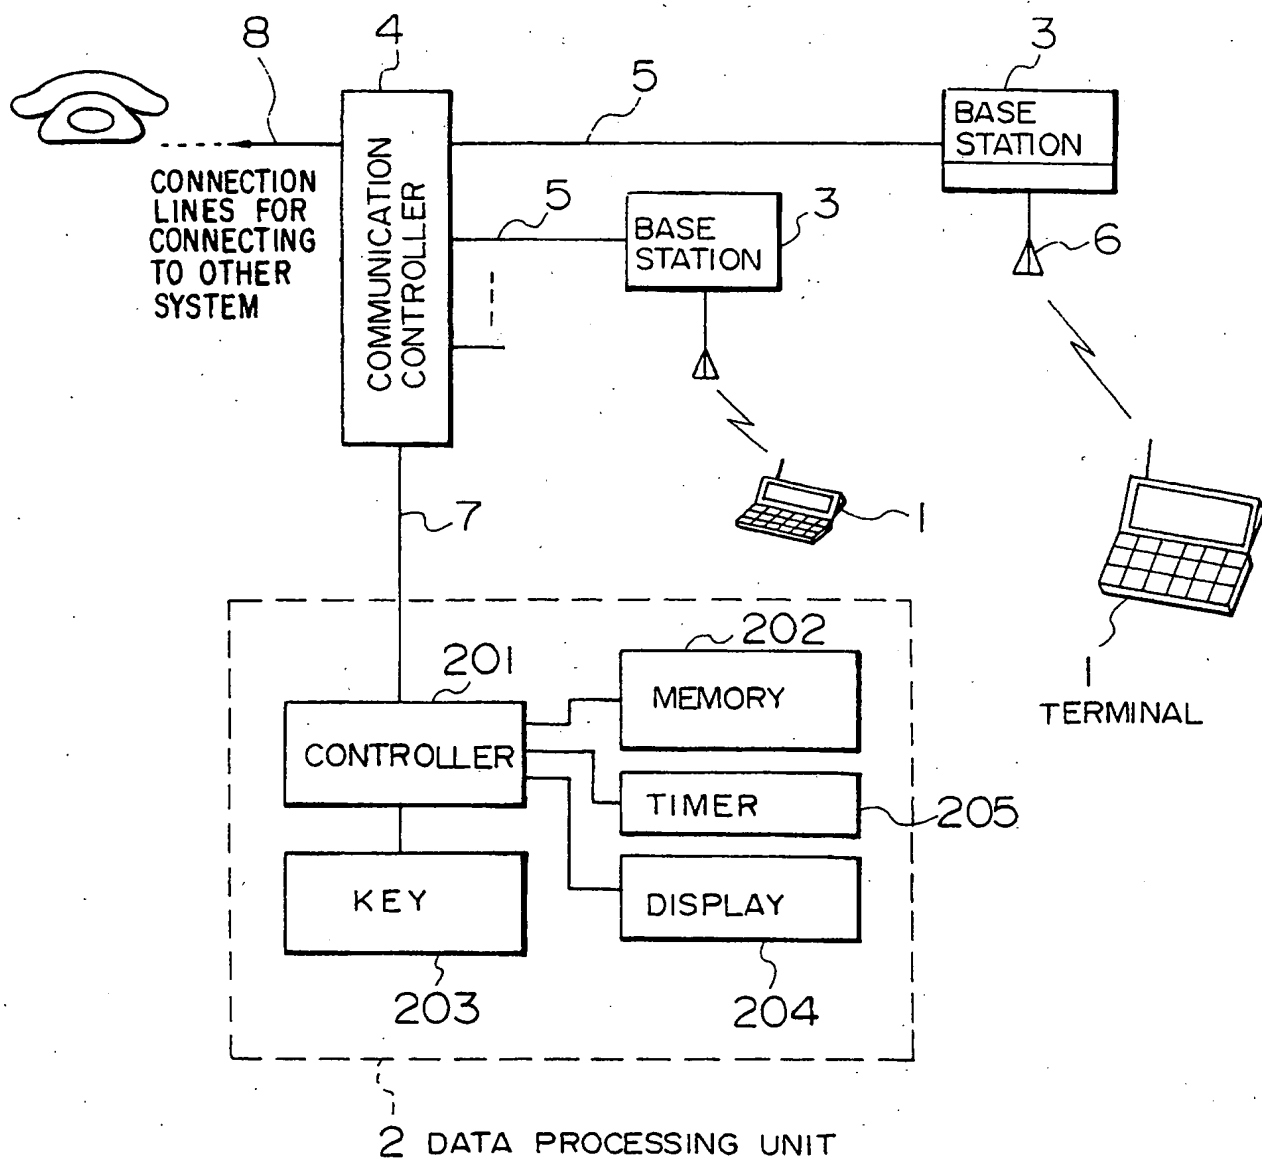 8
4
3
5
BASE
STATION
CONNECTION
LINES FOR
CONNECTING
TO OTHER
SYSTEM
COMMUNICATION
CONTROLLER
5
BASE
STATION
3
6
7
1
1
TERMINAL
201
CONTROLLER
202
MEMORY
TIMER
205
KEY
203
DISPLAY
204
2 DATA PROCESSING UNIT